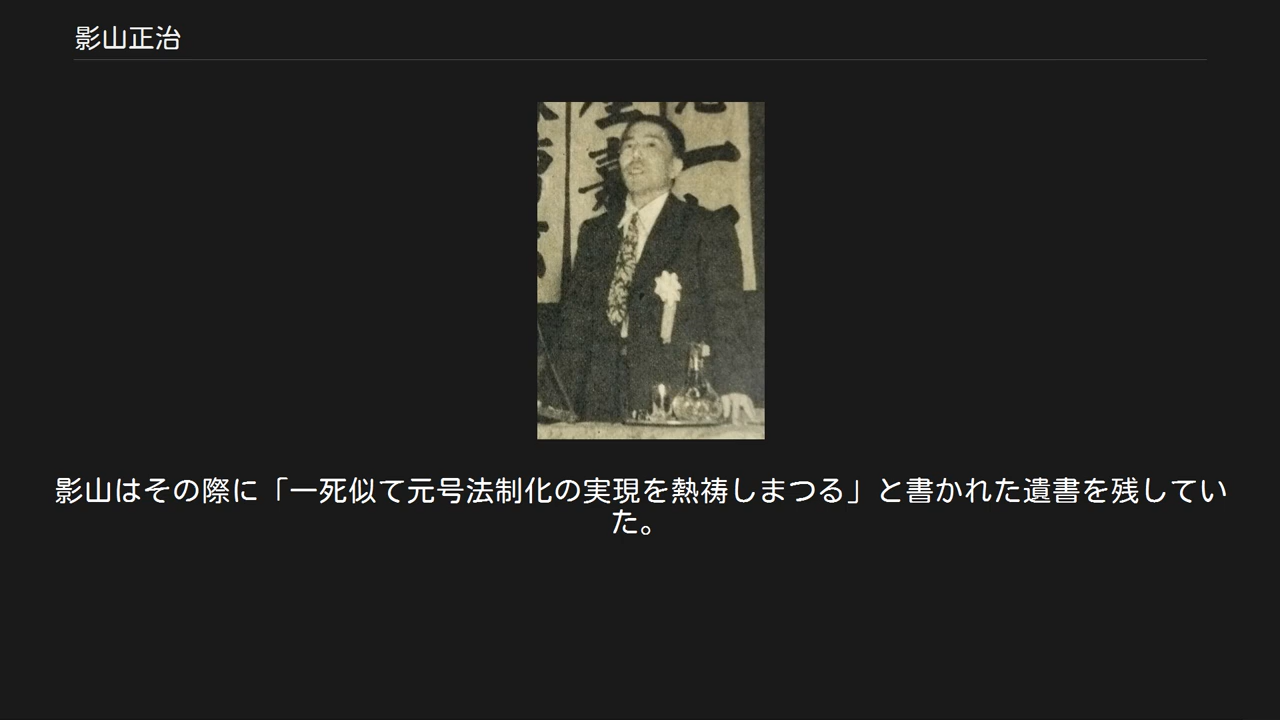 影山正治
影山はその際に「一死似て元号法制化の実現を熱祷しまつる」と書かれた遺書を残してい
た。